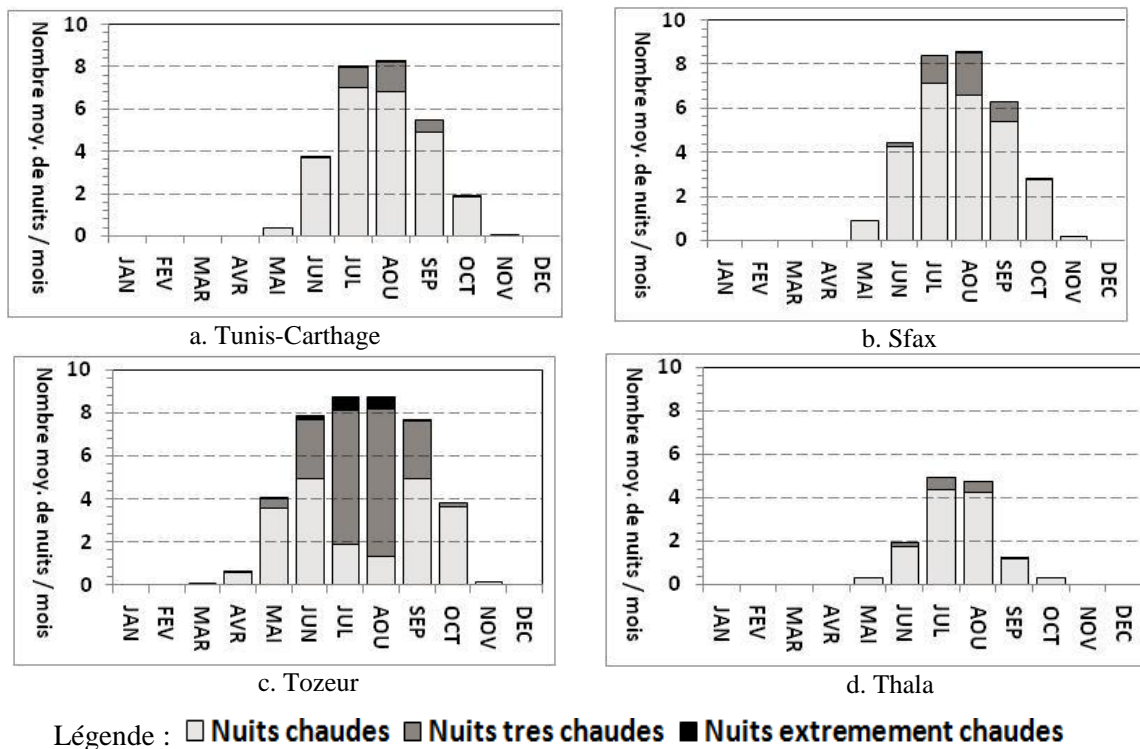 Nombre moy. de nuits / mois
10
8
6
4
2
0
JAN FEV MAR AVR MAI JUN JUL AOU SEP OCT NOV DEC
a. Tunis-Carthage
Nombre moy. de nuits / mois
10
8
6
4
2
0
JAN FEV MAR AVR MAI JUN JUL AOU SEP OCT NOV DEC
b. Sfax
Nombre moy. de nuits / mois
10
8
6
4
2
0
JAN FEV MAR AVR MAI JUN JUL AOU SEP OCT NOV DEC
c. Tozeur
Nombre moy. de nuits / mois
10
8
6
4
2
0
JAN FEV MAR AVR MAI JUN JUL AOU SEP OCT NOV DEC
d. Thala
Légende : Nuits chaudes Nuits tres chaudes Nuits extremement chaudes